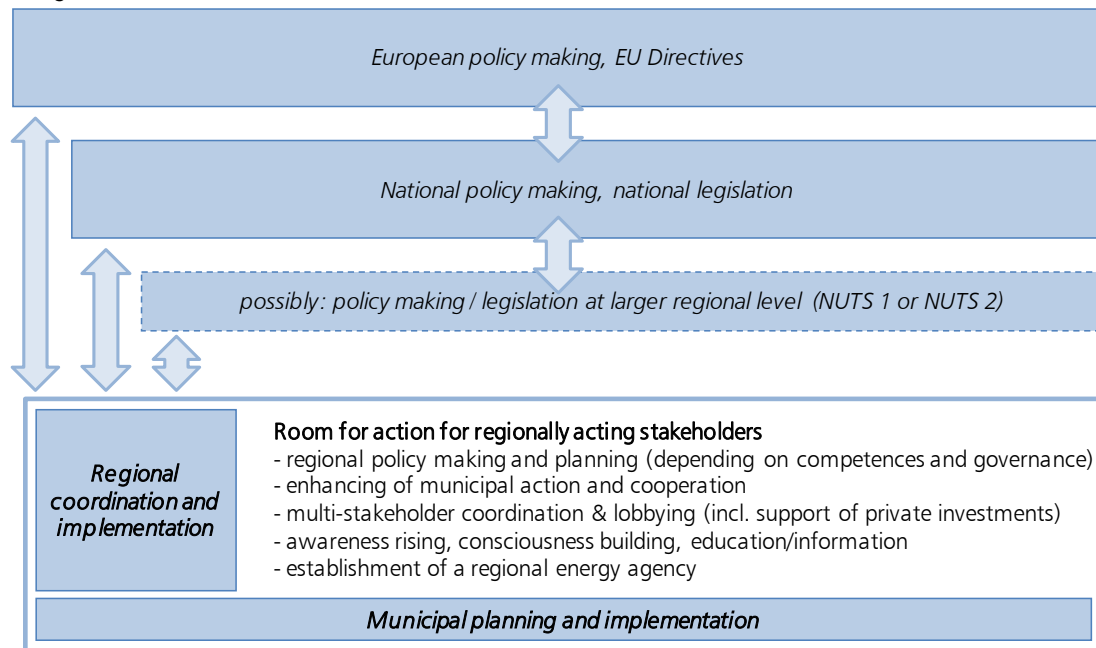 European policy making, EU Directives
National policy making, national legislation
possibly: policy making / legislation at larger regional level (NUTS 1 or NUTS 2)
Regional
coordination and
implementation
Room for action for regionally acting stakeholders
- regional policy making and planning (depending on competences and governance)
- enhancing of municipal action and cooperation
- multi-stakeholder coordination & lobbying (incl. support of private investments)
- awareness rising, consciousness building, education/information
- establishment of a regional energy agency
Municipal planning and implementation